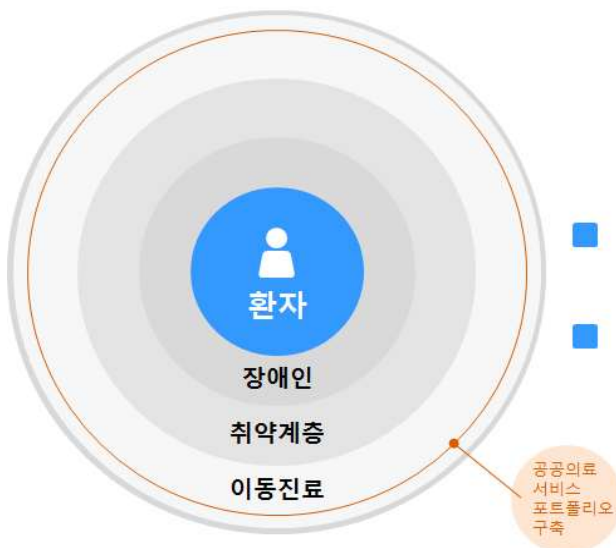 환자
장애인
취약계층
이동진료
공공의료
서비스
포트폴리오
구축